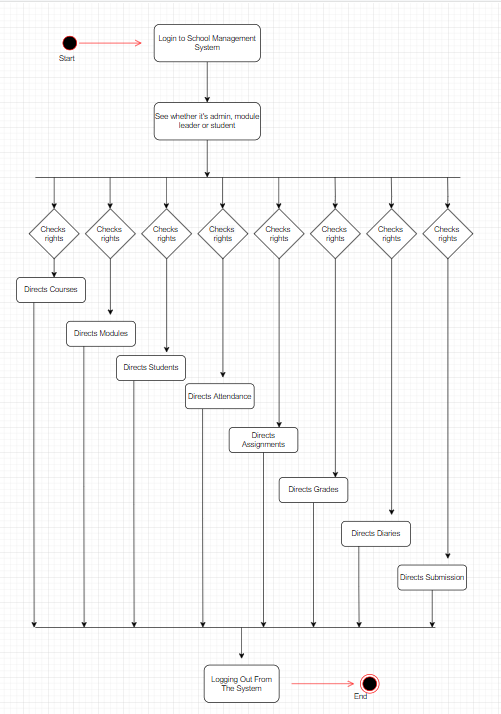 Login to School Management
System
Start
See whether it's admin, module
leader or student
Checks
rights
Checks
rights
Checks
rights
Checks
rights
Checks
rights
Checks
rights
Checks
rights
Checks
rights
Directs Courses
Directs Modules
Directs Students
Directs Attendance
Directs
Assignments
Directs Grades
Directs Diaries
Directs Submission
Logging Out From
The System
End